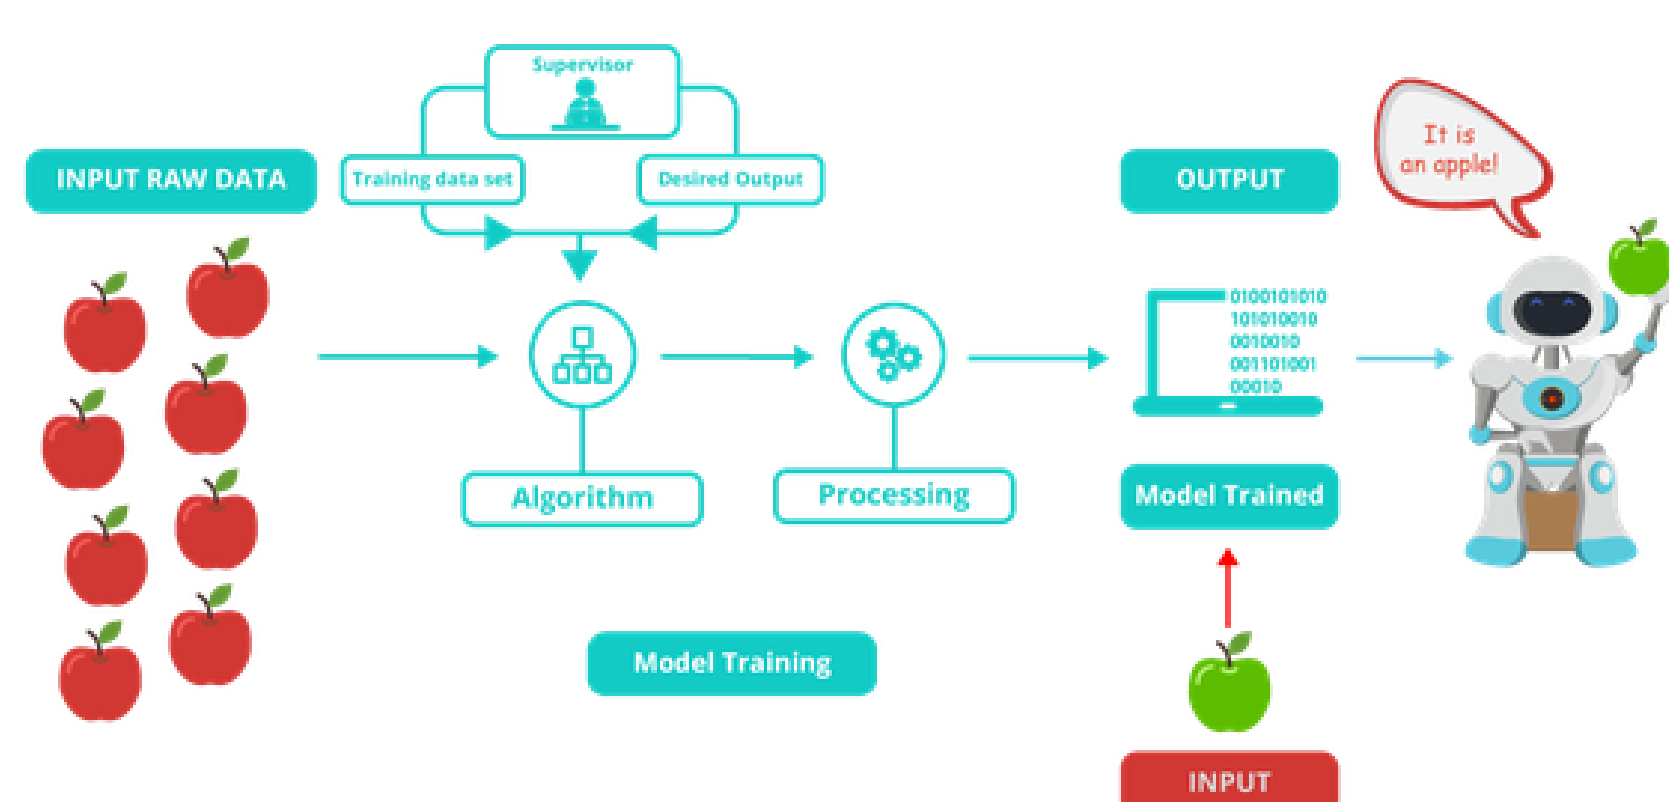 Supervisor
INPUT RAW DATA
Training data set
Desired Output
OUTPUT
It is
an apple!
0100101010
101010010
0010010
001101001
00010
Algorithm
Processing
Model Trained
Model Training
INPUT